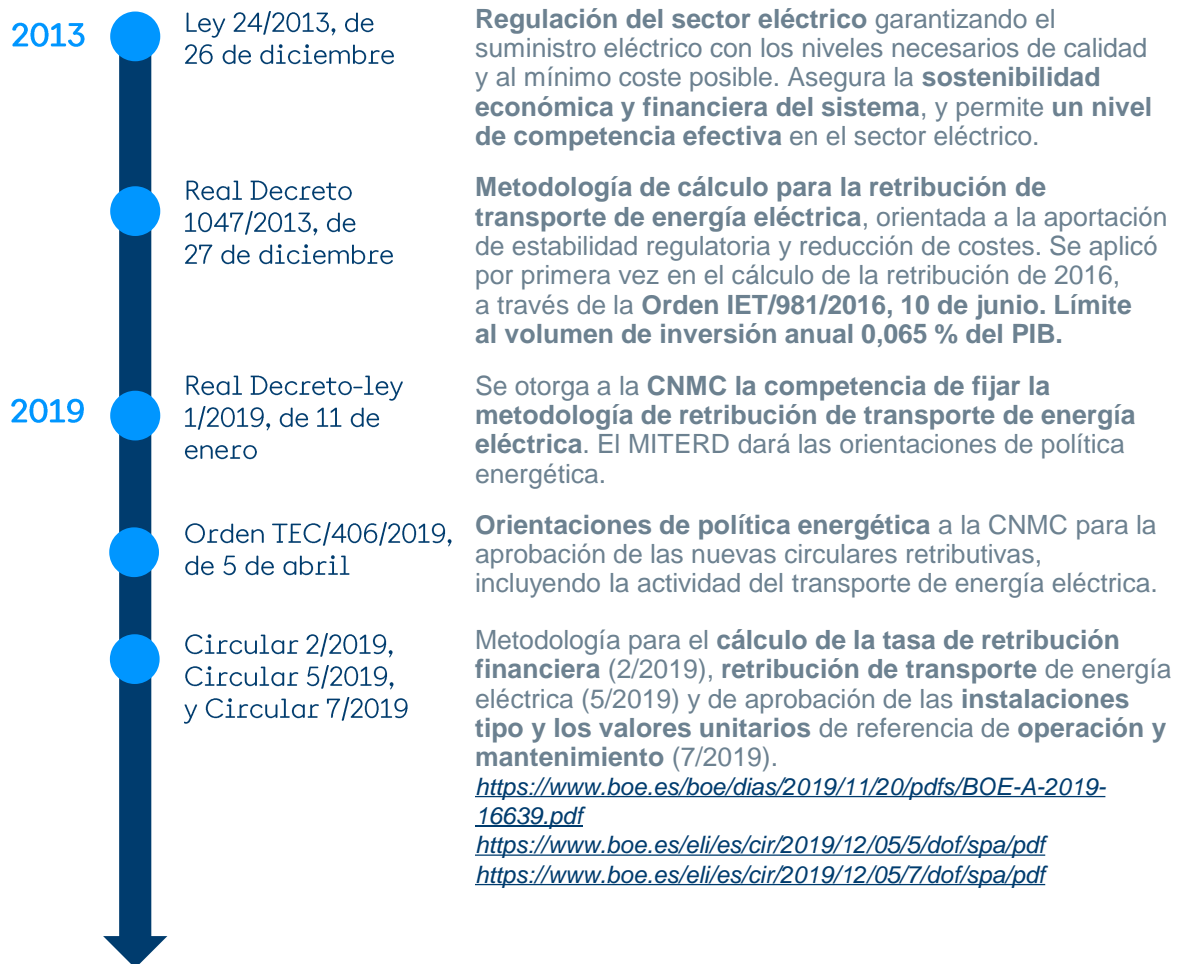 2013
Ley 24/2013, de
26 de diciembre
Regulación del sector eléctrico garantizando el
suministro eléctrico con los niveles necesarios de calidad
y al mínimo coste posible. Asegura la sostenibilidad
económica y financiera del sistema, y permite un nivel
de competencia efectiva en el sector eléctrico.
Real Decreto
1047/2013, de
27 de diciembre
Metodología de cálculo para la retribución de
transporte de energía eléctrica, orientada a la aportación
de estabilidad regulatoria y reducción de costes. Se aplicó
por primera vez en el cálculo de la retribución de 2016,
a través de la Orden IET/981/2016, 10 de junio. Límite
al volumen de inversión anual 0,065 % del PIB.
2019
Real Decreto-ley
1/2019, de 11 de
enero
Se otorga a la CNMC la competencia de fijar la
metodología de retribución de transporte de energía
eléctrica. El MITERD dará las orientaciones de política
energética.
Orden TEC/406/2019,
de 5 de abril
Orientaciones de política energética a la CNMC para la
aprobación de las nuevas circulares retributivas,
incluyendo la actividad del transporte de energía eléctrica.
Circular 2/2019,
Circular 5/2019,
y Circular 7/2019
Metodología para el cálculo de la tasa de retribución
financiera (2/2019), retribución de transporte de energía
eléctrica (5/2019) y de aprobación de las instalaciones
tipo y los valores unitarios de referencia de operación y
mantenimiento (7/2019).
https://www.boe.es/boe/dias/2019/11/20/pdfs/BOE-A-2019-
16639.pdf
https://www.boe.es/eli/es/cir/2019/12/05/5/dof/spa/pdf
https://www.boe.es/eli/es/cir/2019/12/05/7/dof/spa/pdf